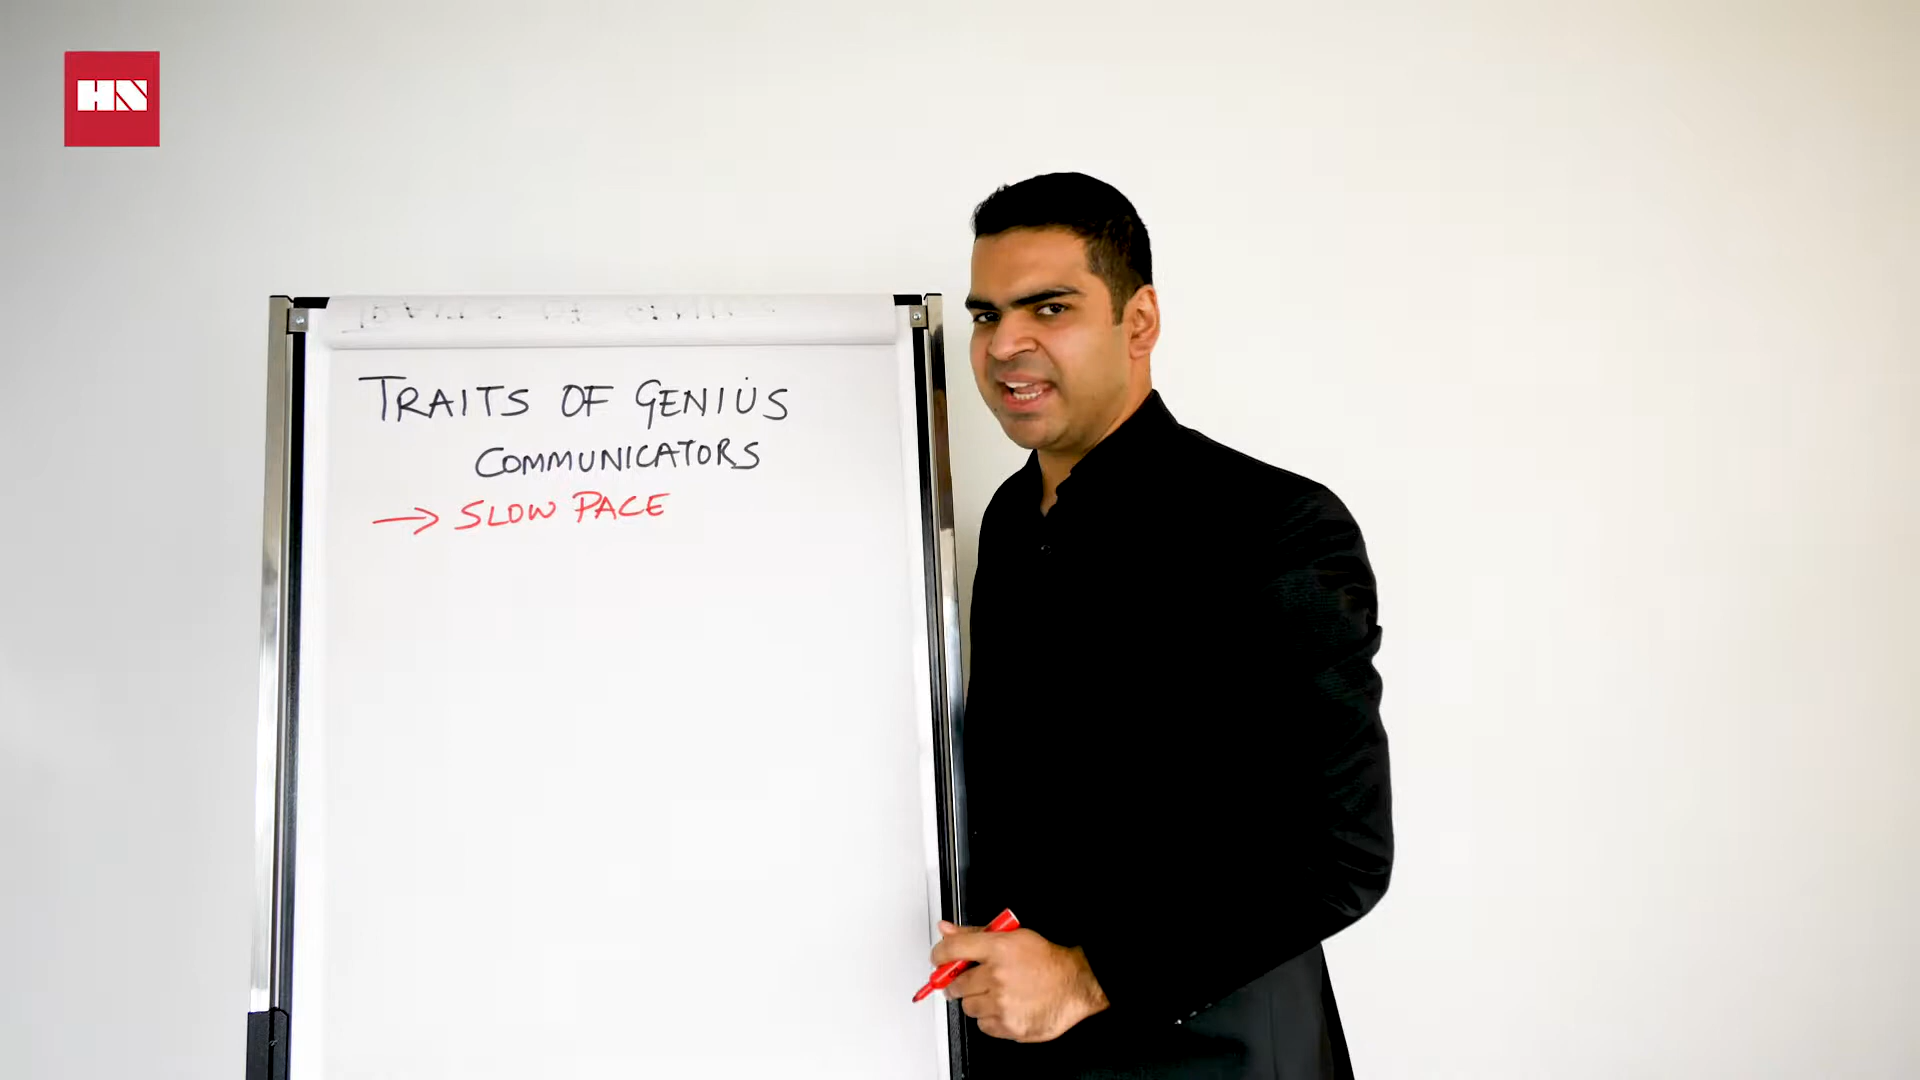 HN
TRAITS OF GENIUS
COMMUNICATORS
→ SLOW PACE